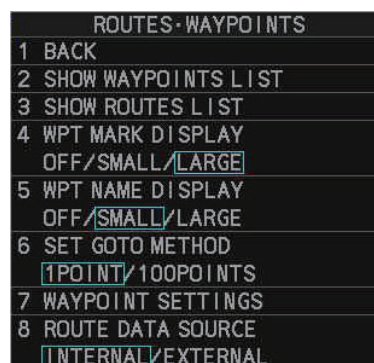 ROUTES·WAYPOINTS
1 BACK
2 SHOW WAYPOINTS LIST
3 SHOW ROUTES LIST
4 WPT MARK DISPLAY
OFF/SMALL/LARGE
5 WPT NAME DISPLAY
OFF/SMALL/LARGE
6 SET GOTO METHOD
1POINT/100POINTS
7 WAYPOINT SETTINGS
8 ROUTE DATA SOURCE
INTERNAL/EXTERNAL